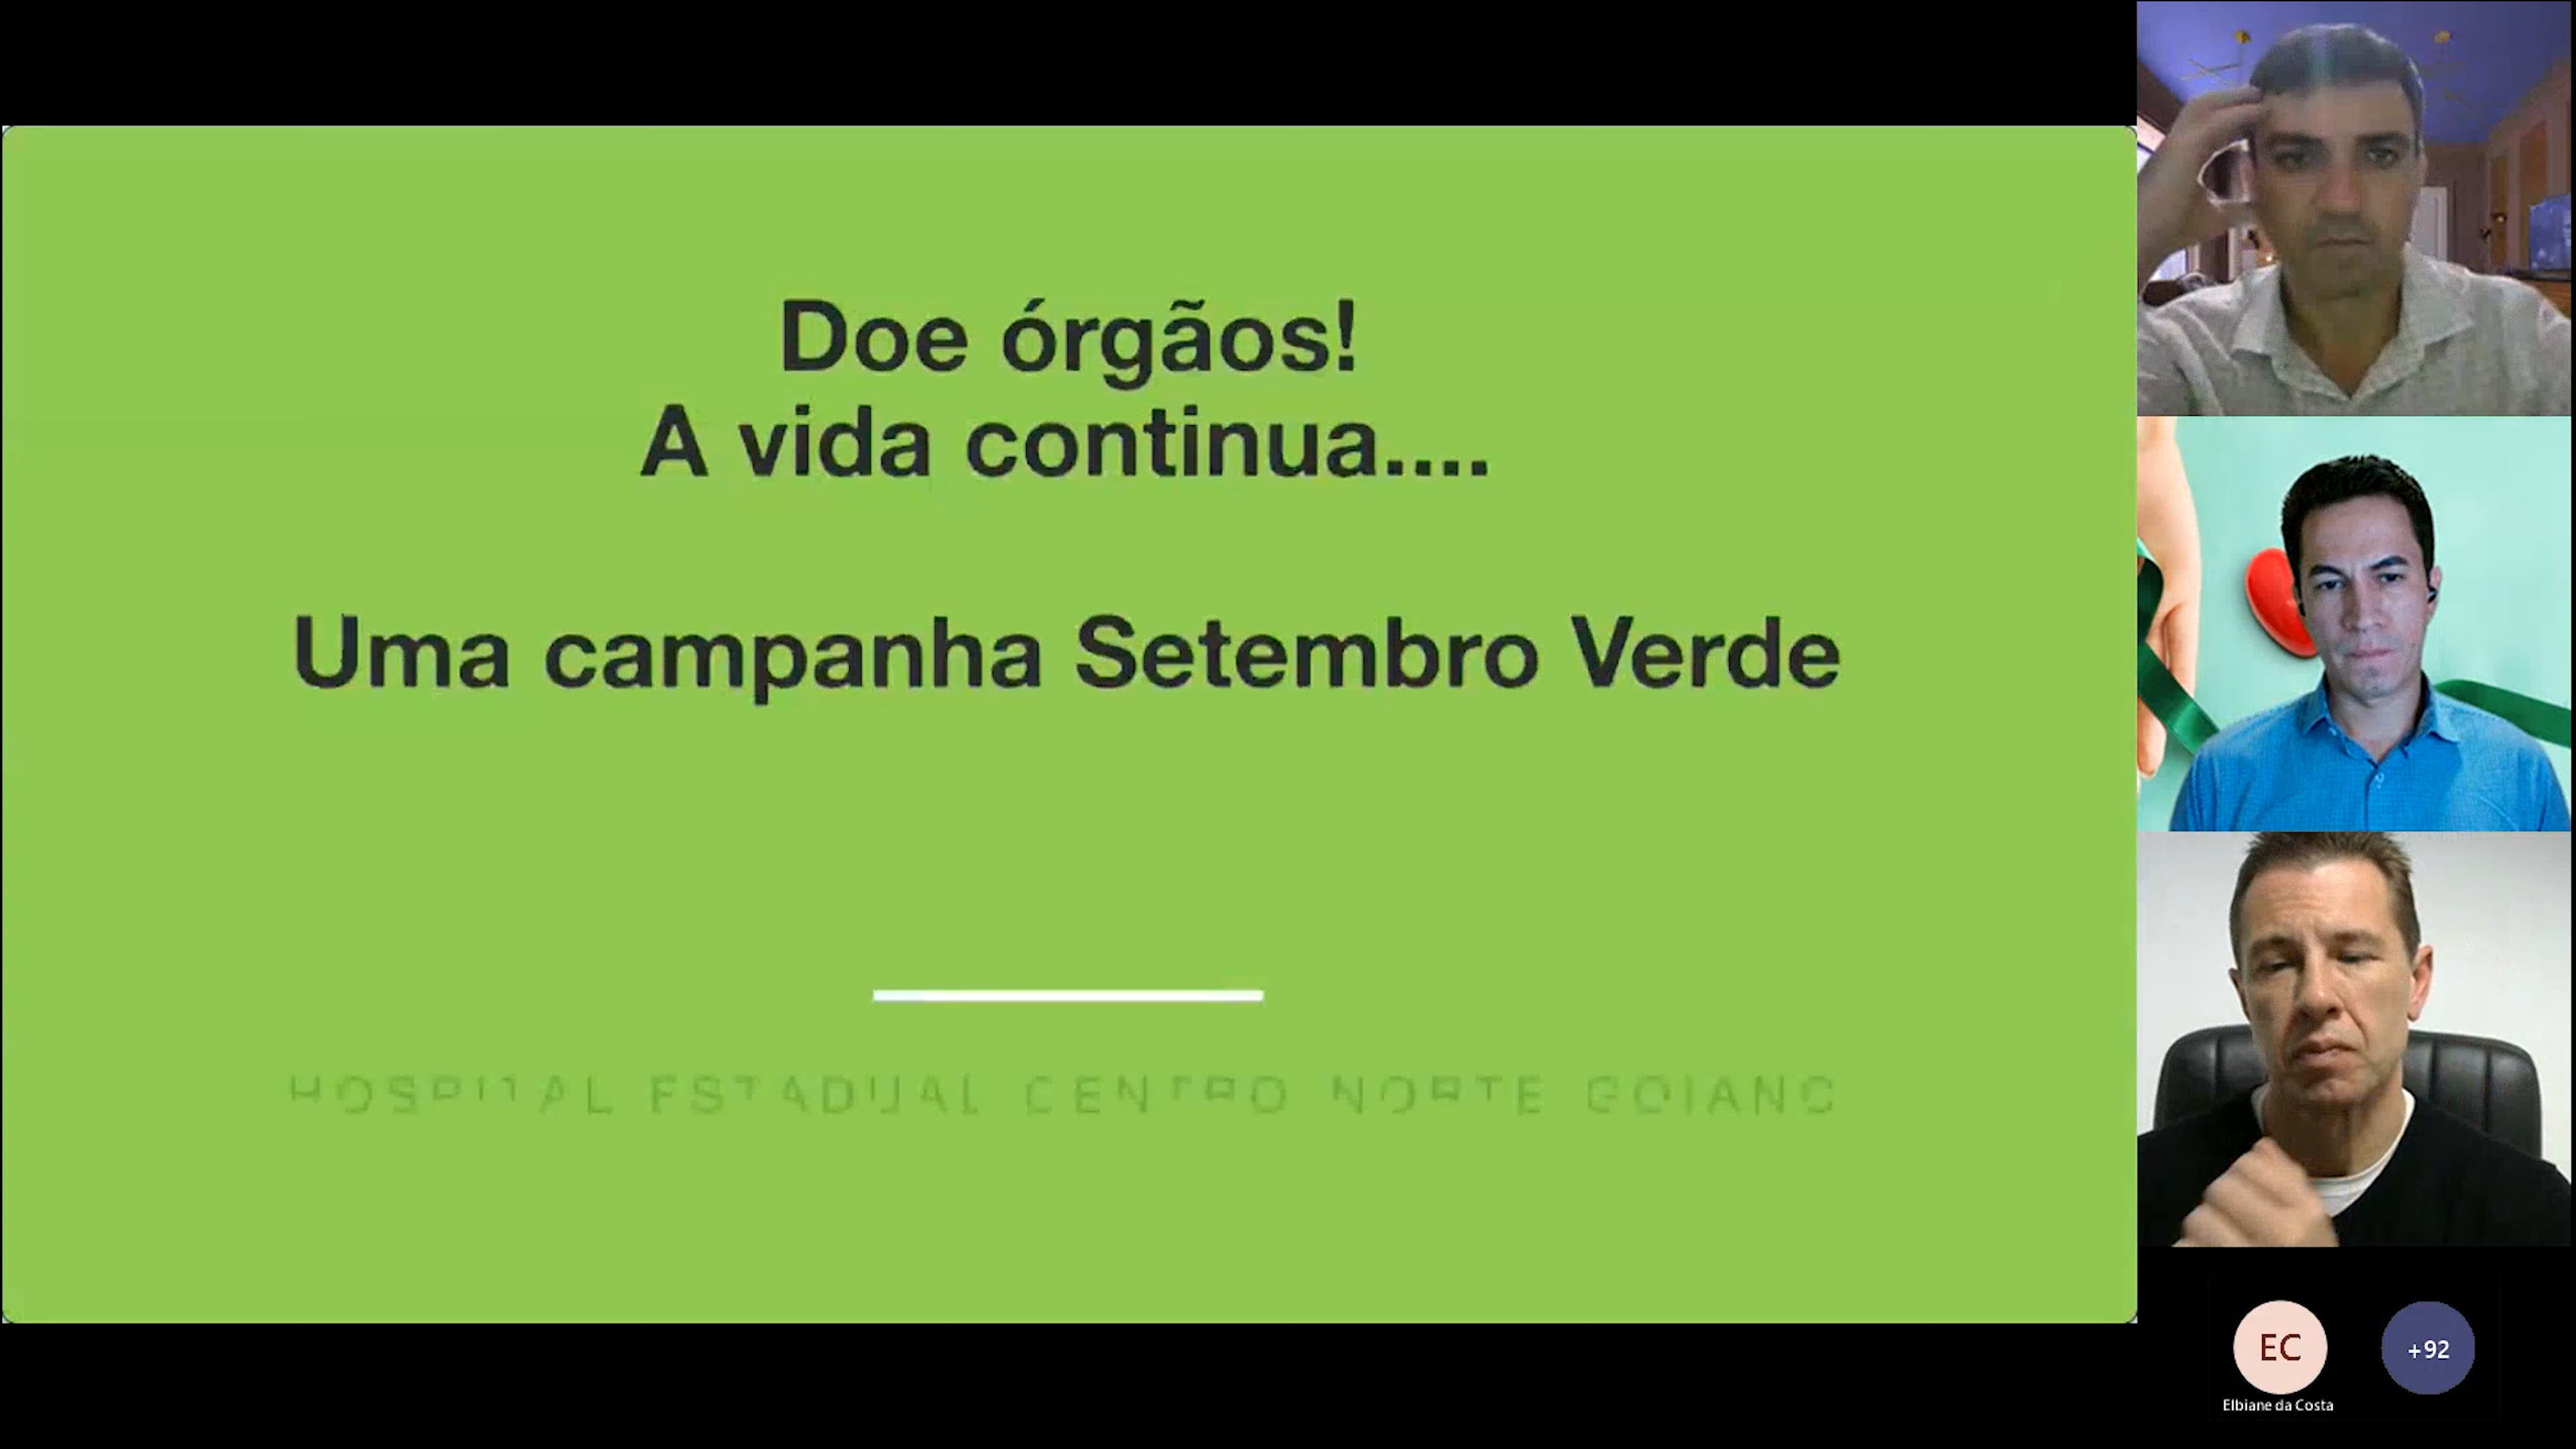 Doe órgãos!
A vida continua....
Uma campanha Setembro Verde
HOSPITAL ESTADUAL CENTRO NORTE GOIANO
EC
+92
Elbiane da Costa